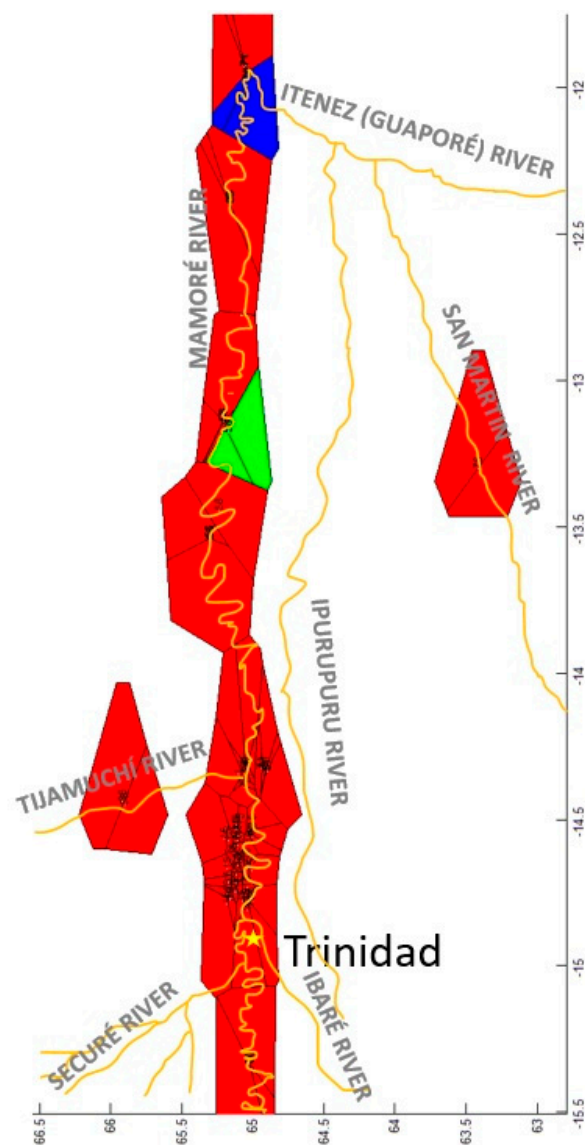 ITENEZ (GUAPORÉ) RIVER
MAMORÉ RIVER
SAN MARTIN RIVER
IPURUPURU RIVER
TIJAMUCHÍ RIVER
Trinidad
SECURÉ RIVER
IBARÉ RIVER
-12
-12.5
-13
-13.5
-14
-14.5
-15
-15.5
66.5
66
65.5
65
64.5
64
63.5
63